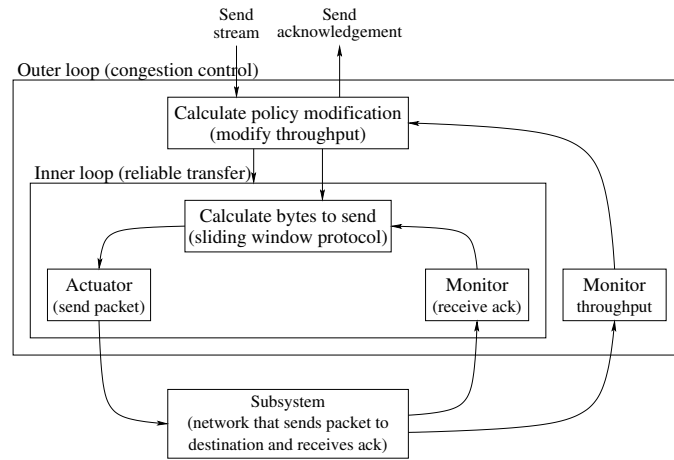 Send
stream
Send
acknowledgement
Outer loop (congestion control)
Calculate policy modification
(modify throughput)
Inner loop (reliable transfer)
Calculate bytes to send
(sliding window protocol)
Actuator
(send packet)
Monitor
(receive ack)
Monitor
throughput
Subsystem
(network that sends packet to
destination and receives ack)